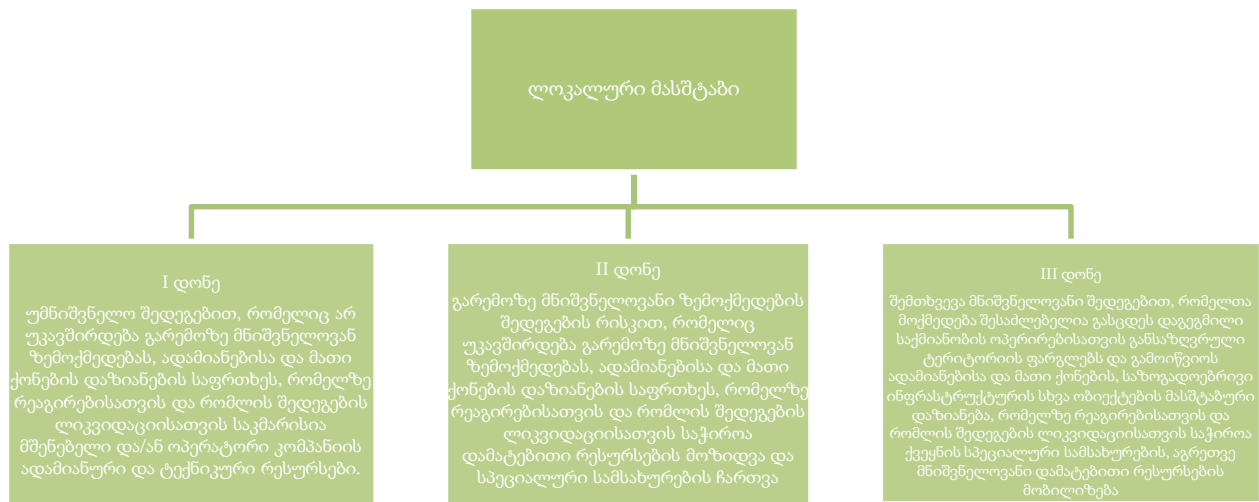 ლოკალური მასშტაბი
I დონე
უმნიშვნელო შედეგებით, რომელიც არ
უკავშირდება გარემოზე მნიშვნელოვან
ზემოქმედებას, ადამიანებისა და მათი
ქონების დაზიანების საფრთხეს, რომელზე
რეაგირებისათვის და რომლის შედეგების
ლიკვიდაციისათვის საკმარისია
მშენებელი და/ან ოპერატორი კომპანიის
ადამიანური და ტექნიკური რესურსები.
II დონე
გარემოზე მნიშვნელოვანი ზემოქმედების
შედეგების რისკით, რომელიც
უკავშირდება გარემოზე მნიშვნელოვან
ზემოქმედებას, ადამიანებისა და მათი
ქონების დაზიანების საფრთხეს, რომელზე
რეაგირებისათვის და რომლის შედეგების
ლიკვიდაციისათვის საჭიროა
დამატებითი რესურსების მოზიდვა და
სპეციალური სამსახურების ჩართვა
III დონე
შემთხვევა მნიშვნელოვანი შედეგებით, რომელთა
მოქმედება შესაძლებელია გასცდეს დაგეგმილი
საქმიანობის ოპერირებისათვის განსაზღვრული
ტერიტორიის ფარგლებს და გამოიწვიოს
ადამიანებისა და მათი ქონების, საზოგადოებრივი
ინფრასტრუქტურის სხვა ობიექტების მასშტაბური
დაზიანება, რომელზე რეაგირებისათვის და
რომლის შედეგების ლიკვიდაციისათვის საჭიროა
ქვეყნის სპეციალური სამსახურების, აგრეთვე
მნიშვნელოვანი დამატებითი რესურსების
მობილიზება